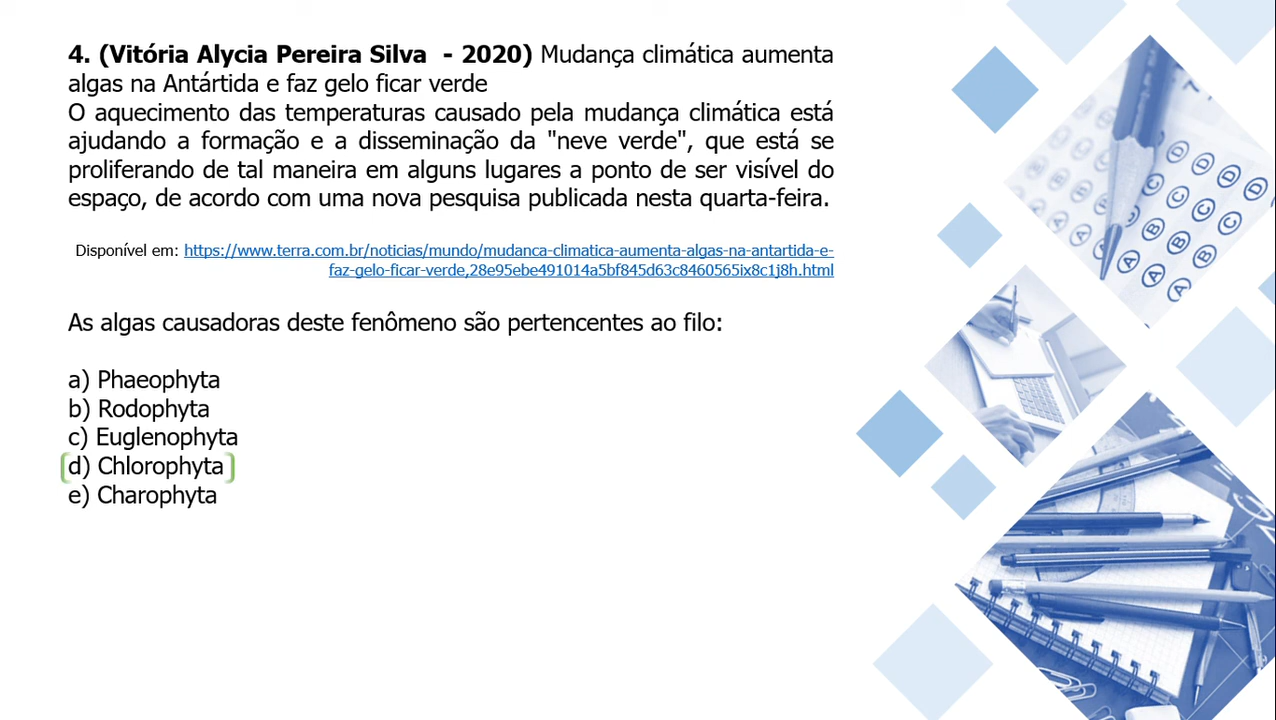 4. (Vitória Alycia Pereira Silva - 2020) Mudança climática aumenta
algas na Antártida e faz gelo ficar verde
O aquecimento das temperaturas causado pela mudança climática está
ajudando a formação e a disseminação da "neve verde", que está se
proliferando de tal maneira em alguns lugares a ponto de ser visível do
espaço, de acordo com uma nova pesquisa publicada nesta quarta-feira.
Disponível em: https://www.terra.com.br/noticias/mundo/mudanca-climatica-aumenta-algas-na-antartida-e-
faz-gelo-ficar-verde,28e95ebe491014a5bf845d63c8460565ix8c1j8h.html
As algas causadoras deste fenômeno são pertencentes ao filo:
a) Phaeophyta
b) Rodophyta
c) Euglenophyta
d) Chlorophyta
e) Charophyta